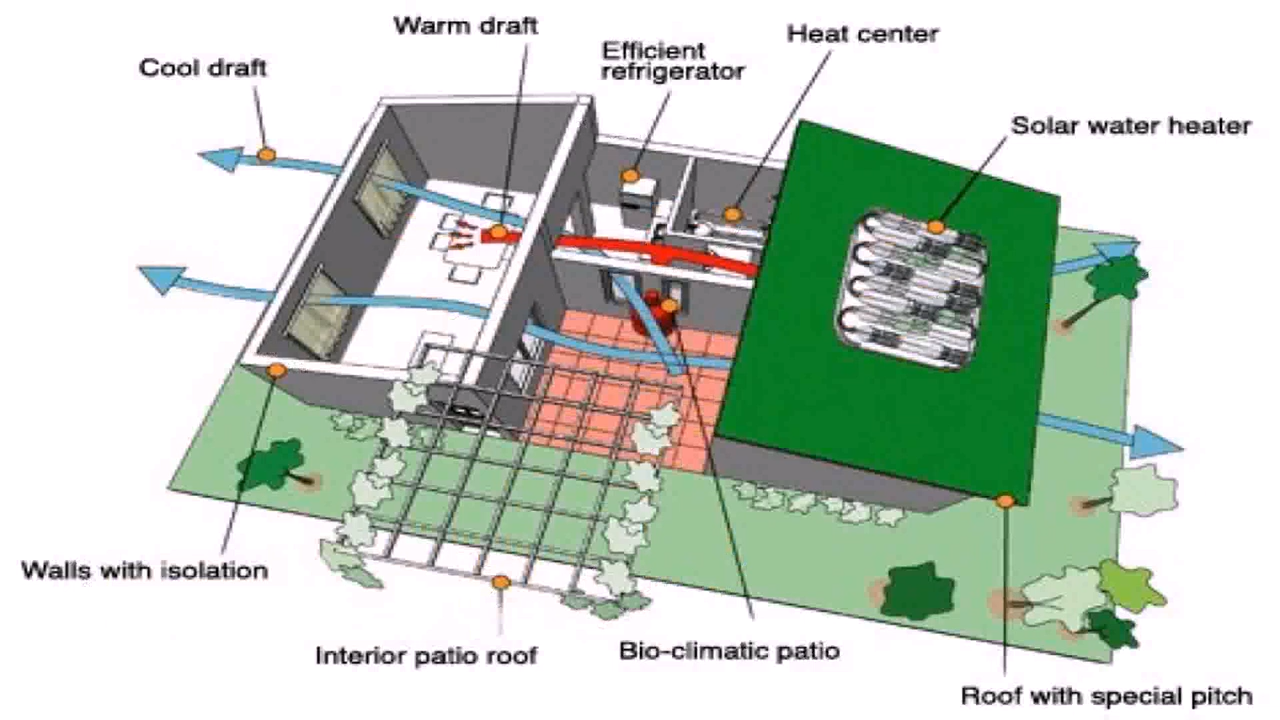 Warm draft
Heat center
Efficient
refrigerator
Cool draft
Solar water heater
Walls with isolation
Interior patio roof
Bio-climatic patio
Roof with special pitch